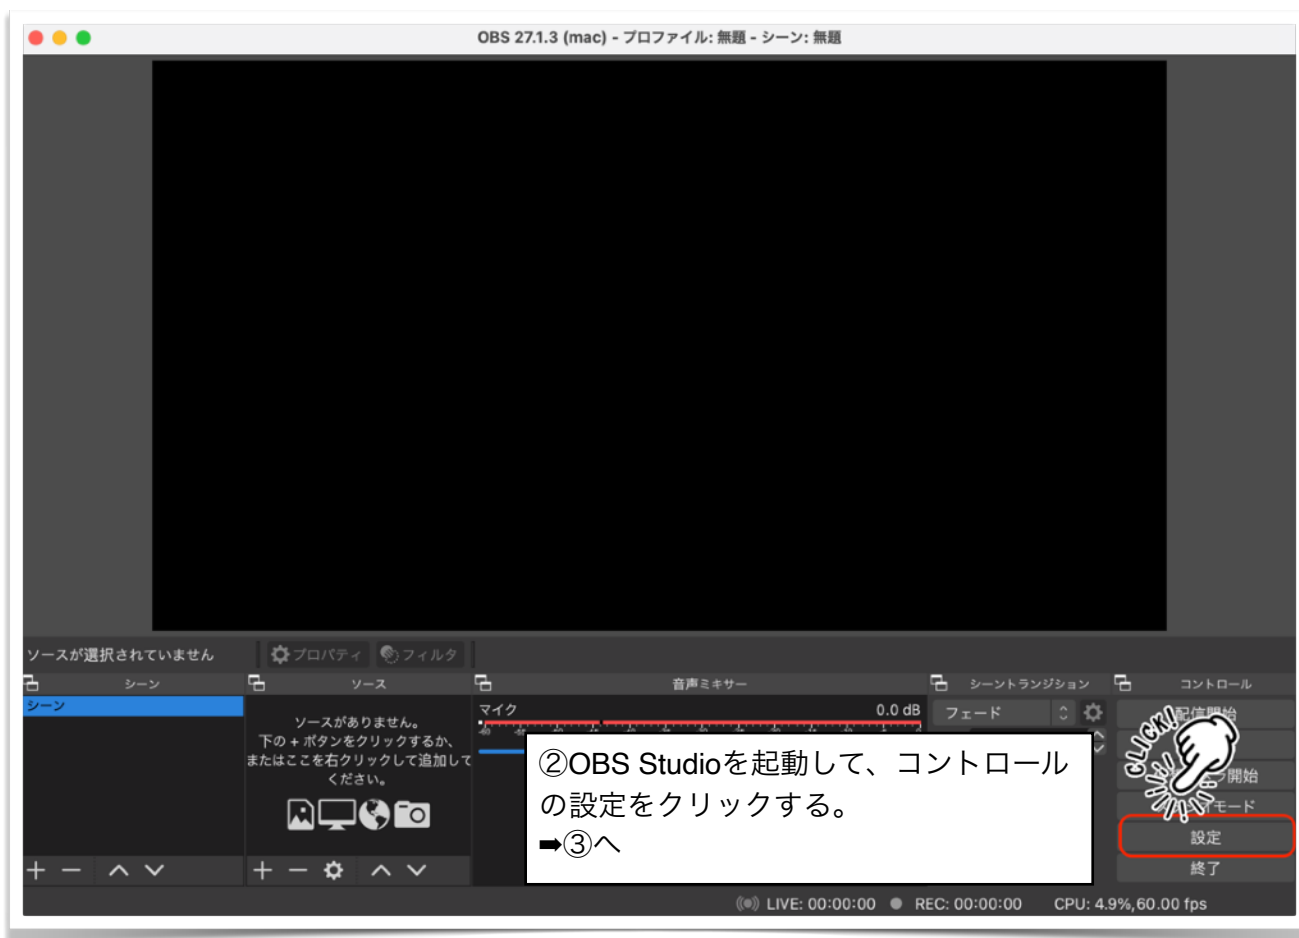 OBS 27.1.3 (mac) - プロファイル: 無題 - シーン: 無題
ソースが選択されていません
プロパティ
フィルタ
シーン
ソース
音声ミキサー
シーントランジション
コントロール
シーン
ソースがありません。
下の + ボタンをクリックするか、
またはここを右クリックして追加して
ください。
マイク
0.0 dB
フェード
配信開始
CLICK!
開始
モード
設定
終了
②OBS Studioを起動して、コントロール
の設定をクリックする。
➡③へ
LIVE: 00:00:00
REC: 00:00:00
CPU: 4.9%,60.00 fps